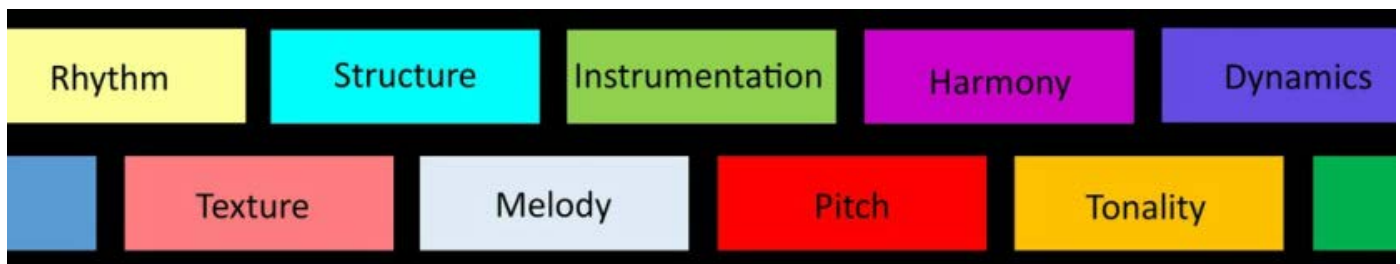 Rhythm Structure Instrumentation Harmony Dynamics
Texture Melody Pitch Tonality